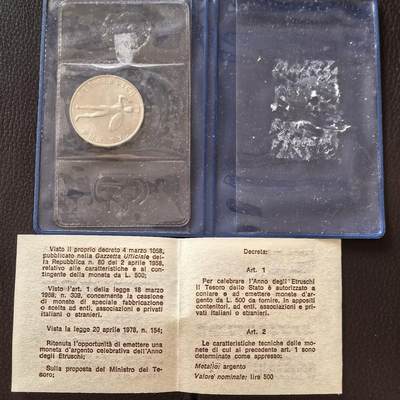 Visto il proprio decreto 4 marzo 1958,
pubblicato nella Gazzetta Ufficiale del-
la Repubblica n. 80 del 2 aprile 1958,
relativo alle caratteristiche e al con-
tingente della moneta da L. 500;
Visto l'art. 1 della legge 18 marzo
1968, n. 309, concernente la cessione
di monete di speciale fabbricazione
o scelta ad enti, associazioni e privati
italiani o stranieri.
Vista la legge 20 aprile 1978, n. 154;
Ritenuta l'opportunità di emettere una
moneta d'argento celebrativa dell'Anno
degli Etruschi;
Sulla proposta del Ministro del Te-
soro;
Decreta:
Art. 1
Per celebrare l'Anno degli Etruschi
il Tesoro dello Stato è autorizzato a
coniare e ad emettere monete d'ar-
gento da L. 500 da fornire, in appositi
contenitori, ad enti, associazioni e pri-
vati italiani o stranieri.
Art. 2
Le caratteristiche tecniche delle mone-
te di cui al precedente art. 1 sono
determinate come appresso:
Metallo: argento
Valore nominale: lire 500